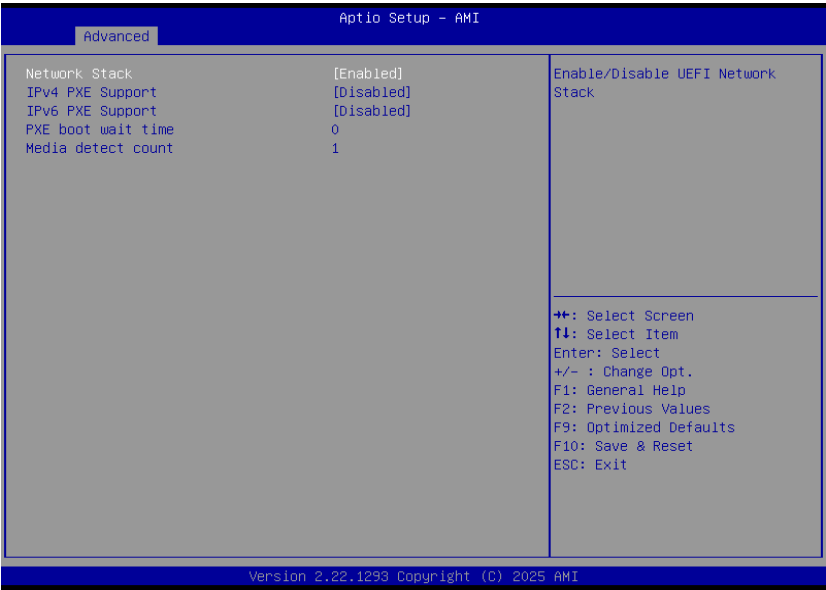 Aptio Setup – AMI
Advanced
Network Stack [Enabled]
IPv4 PXE Support [Disabled]
IPv6 PXE Support [Disabled]
PXE boot wait time 0
Media detect count 1
Enable/Disable UEFI Network
Stack
→←: Select Screen
↑↓: Select Item
Enter: Select
+/- : Change Opt.
F1: General Help
F2: Previous Values
F9: Optimized Defaults
F10: Save & Reset
ESC: Exit
Version 2.22.1293 Copyright (C) 2025 AMI